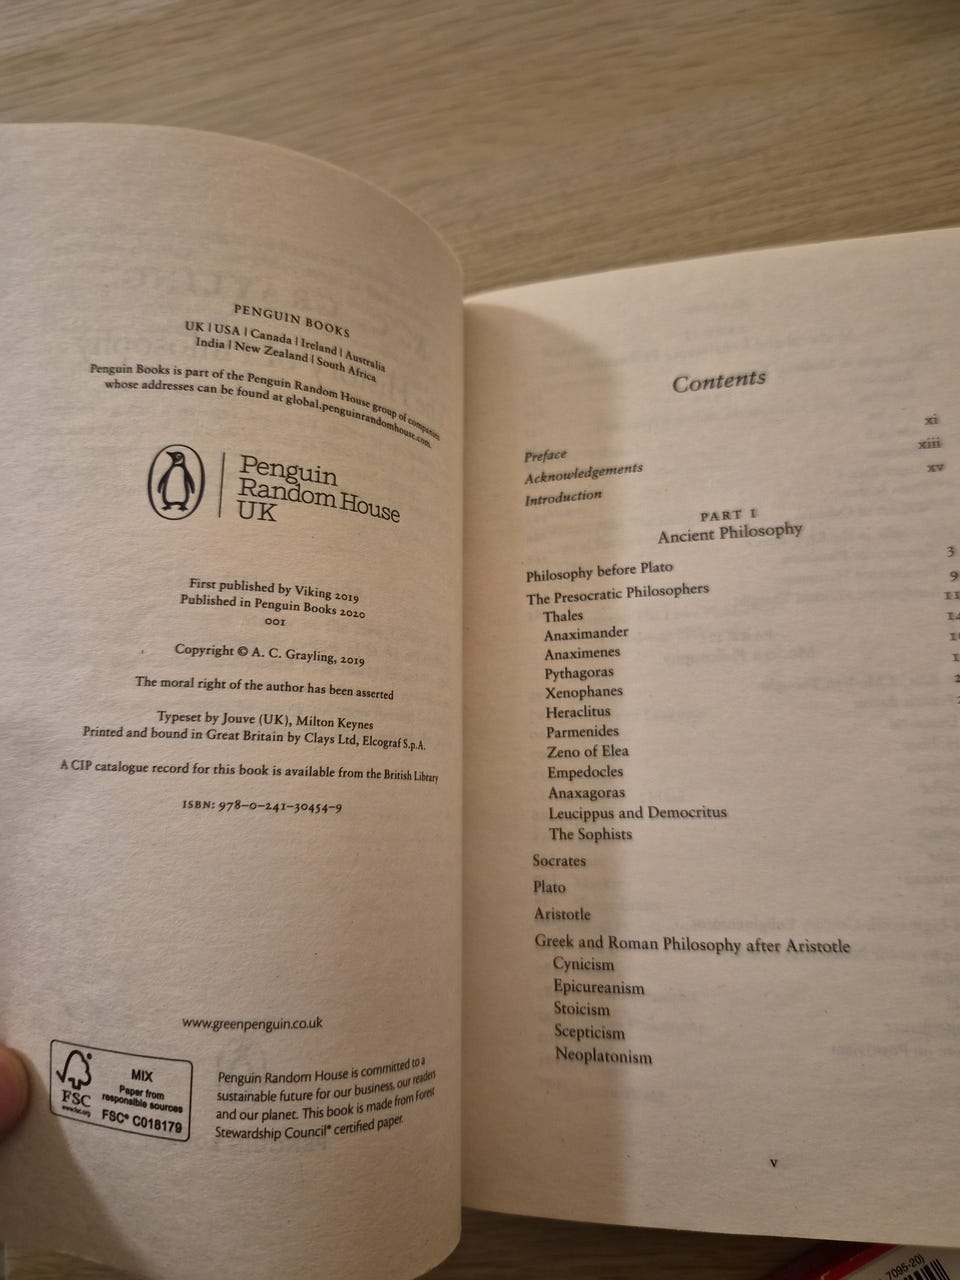 PENGUIN BOOKS
UK | USA | Canada | Ireland | Australia
India | New Zealand | South Africa
Penguin Books is part of the Penguin Random House group of companies
whose addresses can be found at global.penguinrandomhouse.com.
Penguin
Random House
UK
First published by Viking 2019
Published in Penguin Books 2020
001
Copyright © A. C. Grayling, 2019
The moral right of the author has been asserted
Typeset by Jouve (UK), Milton Keynes
Printed and bound in Great Britain by Clays Ltd, Elcograf S.p.A.
A CIP catalogue record for this book is available from the British Library
ISBN: 978-0-241-30454-9
www.greenpenguin.co.uk
MIX
Paper from
responsible sources
FSC® C018179
FSC
www.fsc.org
Penguin Random House is committed to a
sustainable future for our business, our readers
and our planet. This book is made from Forest
Stewardship Council® certified paper.
Contents
Preface xi
Acknowledgements xiii
Introduction xv
PART I
Ancient Philosophy
Philosophy before Plato 3
The Presocratic Philosophers 9
Thales 11
Anaximander
Anaximenes
Pythagoras
Xenophanes
Heraclitus
Parmenides
Zeno of Elea
Empedocles
Anaxagoras
Leucippus and Democritus
The Sophists
Socrates
Plato
Aristotle
Greek and Roman Philosophy after Aristotle
Cynicism
Epicureanism
Stoicism
Scepticism
Neoplatonism
v
7095-20)